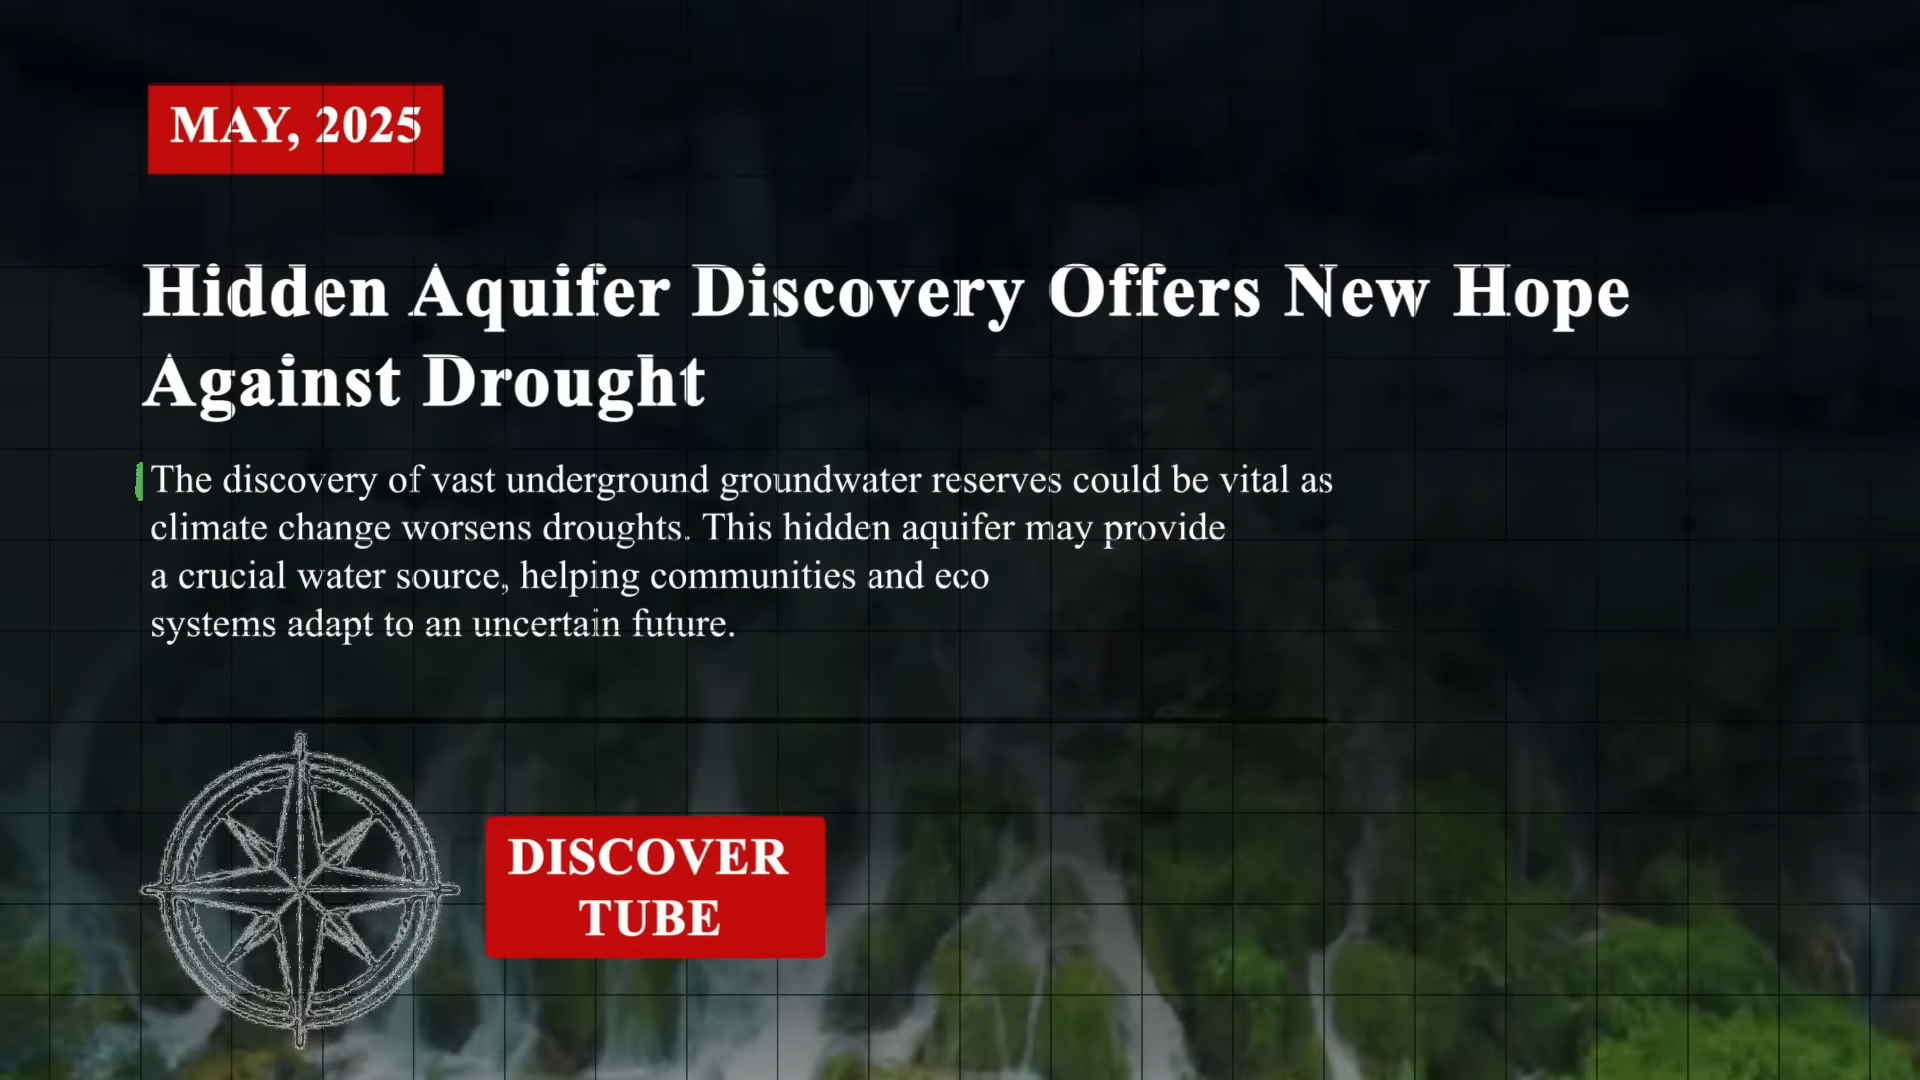 MAY, 2025
Hidden Aquifer Discovery Offers New Hope
Against Drought
The discovery of vast underground groundwater reserves could be vital as
climate change worsens droughts. This hidden aquifer may provide
a crucial water source, helping communities and eco
systems adapt to an uncertain future.
DISCOVER
TUBE